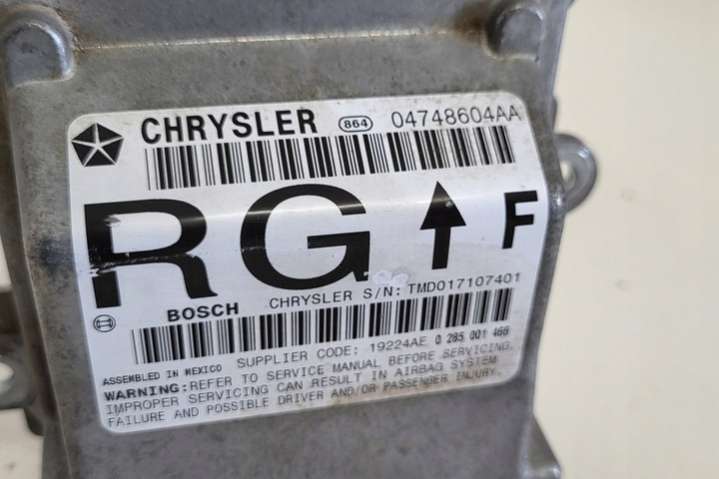 CHRYSLER 864 04748604AA
RG F
BOSCH CHRYSLER S/N: TMD017107401
ASSEMBLED IN MEXICO SUPPLIER CODE: 19224AE 0 285 001 466
WARNING: REFER TO SERVICE MANUAL BEFORE SERVICING.
IMPROPER SERVICING CAN RESULT IN AIRBAG SYSTEM
FAILURE AND POSSIBLE DRIVER AND/OR PASSENGER INJURY.